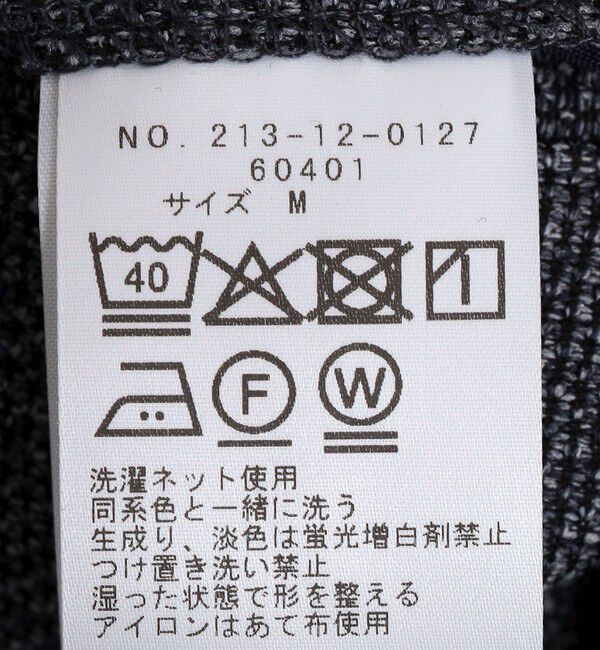 NO. 213-12-0127
60401
サイズ M
40
F W
洗濯ネット使用
同系色と一緒に洗う
生成り、淡色は蛍光増白剤禁止
つけ置き洗い禁止
湿った状態で形を整える
アイロンはあて布使用